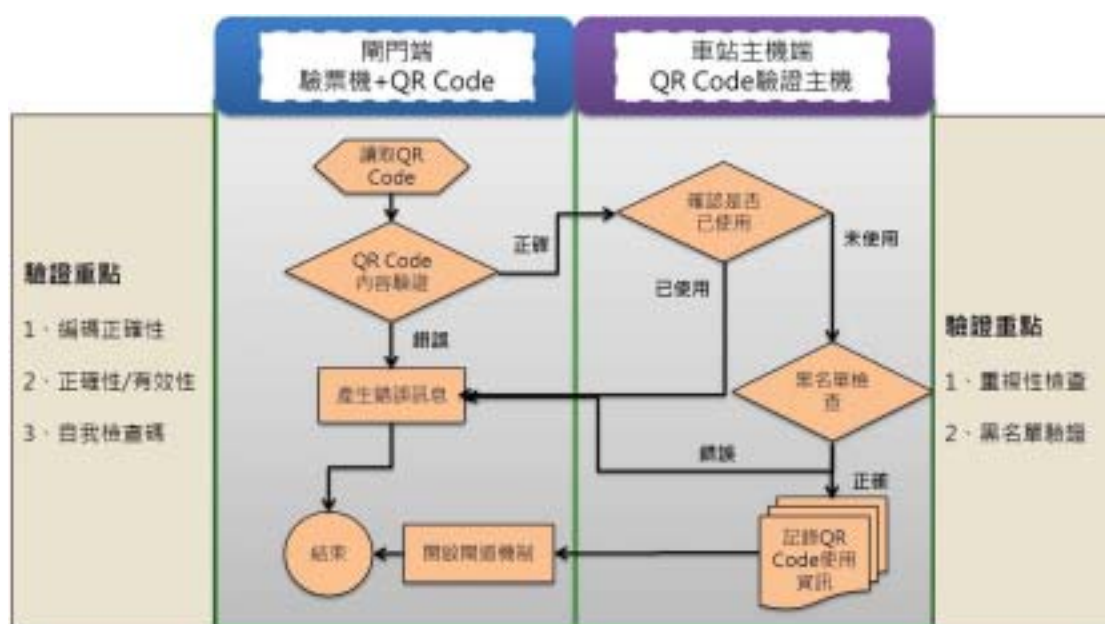 閘門端
驗票機+QR Code
車站主機端
QR Code驗證主機
讀取QR
Code
確認是否
已使用
正確
未使用
QR Code
內容驗證
已使用
驗證重點
1、編碼正確性
2、正確性/有效性
3、自我檢查碼
錯誤
產生錯誤訊息
黑名單檢
查
驗證重點
1、重複性檢查
2、黑名單驗證
錯誤
正確
結束
開啟閘道機制
記錄QR
Code使用
資訊